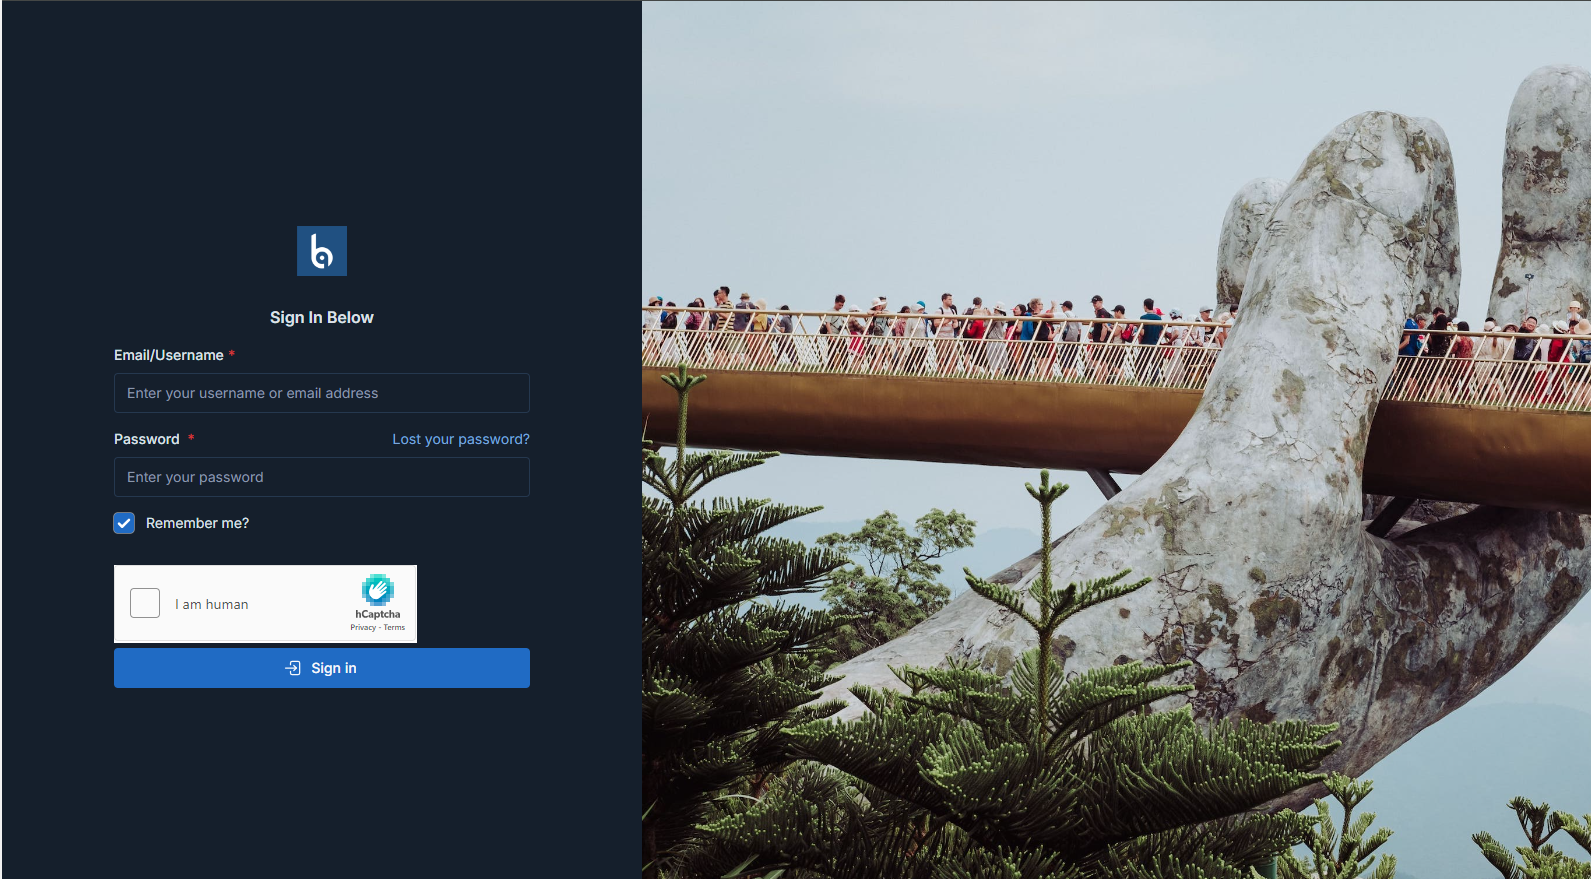 Sign In Below
Email/Username *
Enter your username or email address
Password * Lost your password?
Enter your password
Remember me?
I am human
hCaptcha
Privacy - Terms
Sign in